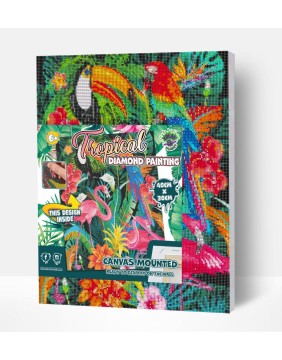 6+
Tropical
DIAMOND PAINTING
40CM
X
30CM
THIS DESIGN
INSIDE
CANVAS MOUNTED